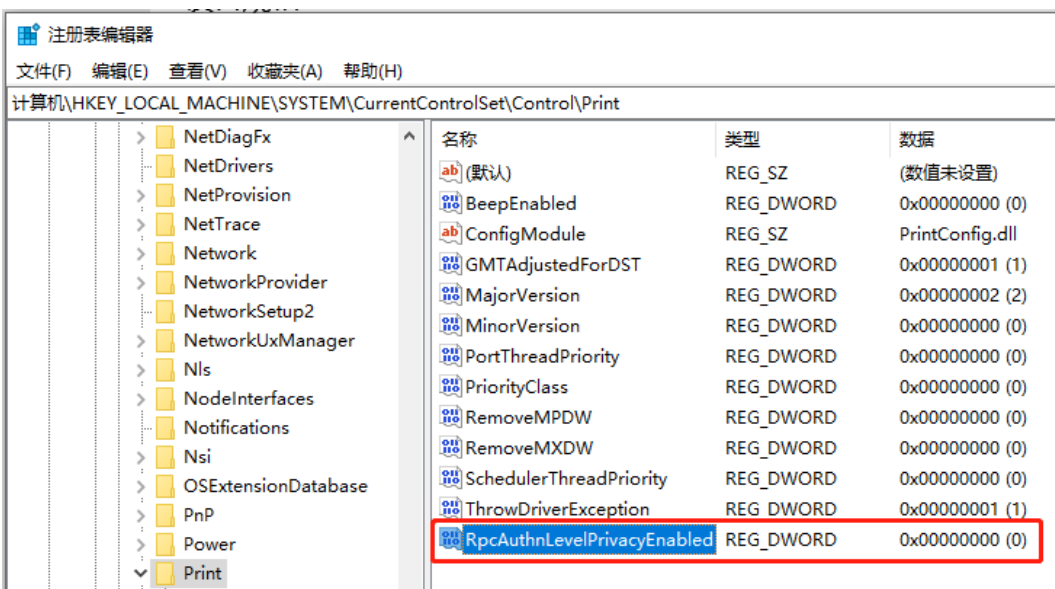 注册表编辑器
文件(F) 编辑(E) 查看(V) 收藏夹(A) 帮助(H)
计算机\HKEY_LOCAL_MACHINE\SYSTEM\CurrentControlSet\Control\Print
NetDiagFx
NetDrivers
NetProvision
NetTrace
Network
NetworkProvider
NetworkSetup2
NetworkUxManager
Nls
NodeInterfaces
Notifications
Nsi
OSExtensionDatabase
PnP
Power
Print
名称 类型 数据
ab (默认) REG_SZ (数值未设置)
BeepEnabled REG_DWORD 0x00000000 (0)
ab ConfigModule REG_SZ PrintConfig.dll
GMTAdjustedForDST REG_DWORD 0x00000001 (1)
MajorVersion REG_DWORD 0x00000002 (2)
MinorVersion REG_DWORD 0x00000000 (0)
PortThreadPriority REG_DWORD 0x00000000 (0)
PriorityClass REG_DWORD 0x00000000 (0)
RemoveMPDW REG_DWORD 0x00000000 (0)
RemoveMXDW REG_DWORD 0x00000000 (0)
SchedulerThreadPriority REG_DWORD 0x00000000 (0)
ThrowDriverException REG_DWORD 0x00000001 (1)
RpcAuthnLevelPrivacyEnabled REG_DWORD 0x00000000 (0)